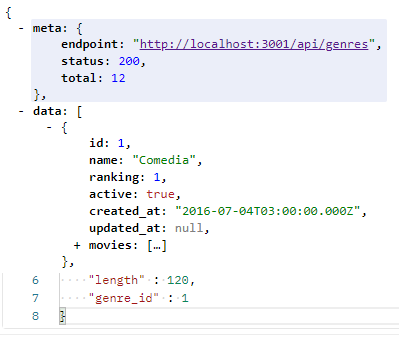 {
- meta: {
endpoint: "http://localhost:3001/api/genres",
status: 200,
total: 12
},
- data: [
- {
id: 1,
name: "Comedia",
ranking: 1,
active: true,
created_at: "2016-07-04T03:00:00.000Z",
updated_at: null,
+ movies: […]
},
6 "length" : 120,
7 "genre_id" : 1
8 }